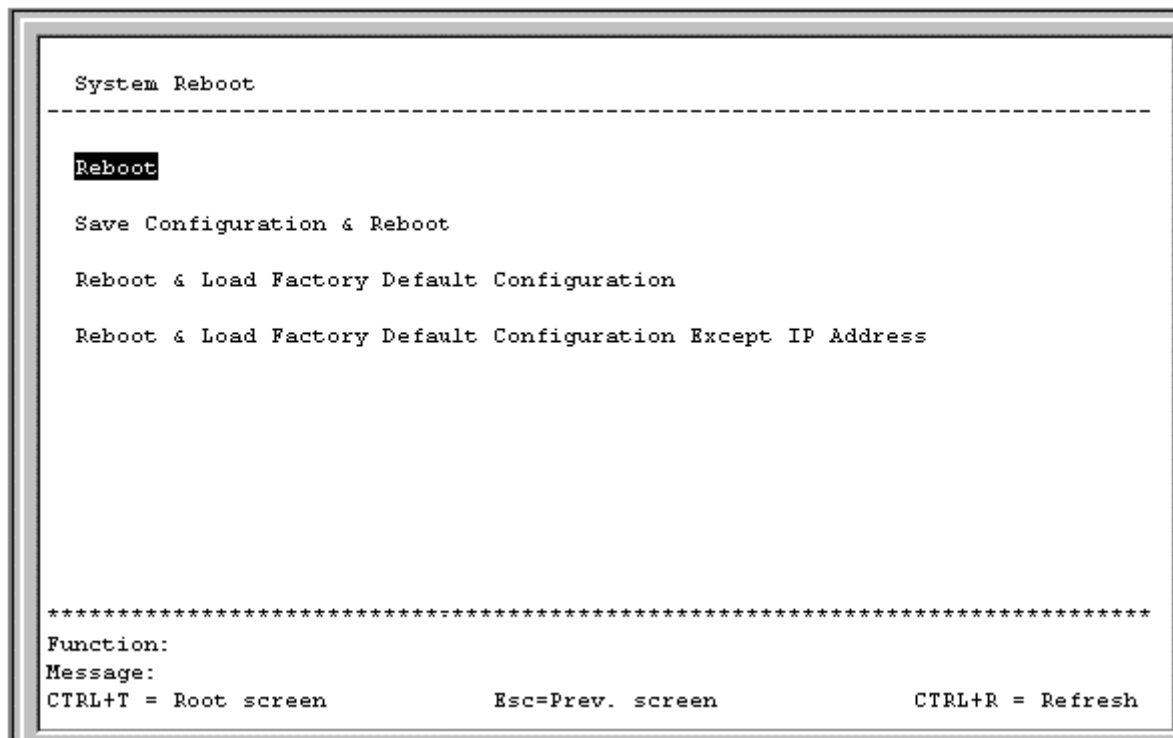 System Reboot
-------------------------------------------------------------------------------
Reboot
Save Configuration & Reboot
Reboot & Load Factory Default Configuration
Reboot & Load Factory Default Configuration Except IP Address
****************************-**************************************************
Function:
Message:
CTRL+T = Root screen Esc=Prev. screen CTRL+R = Refresh